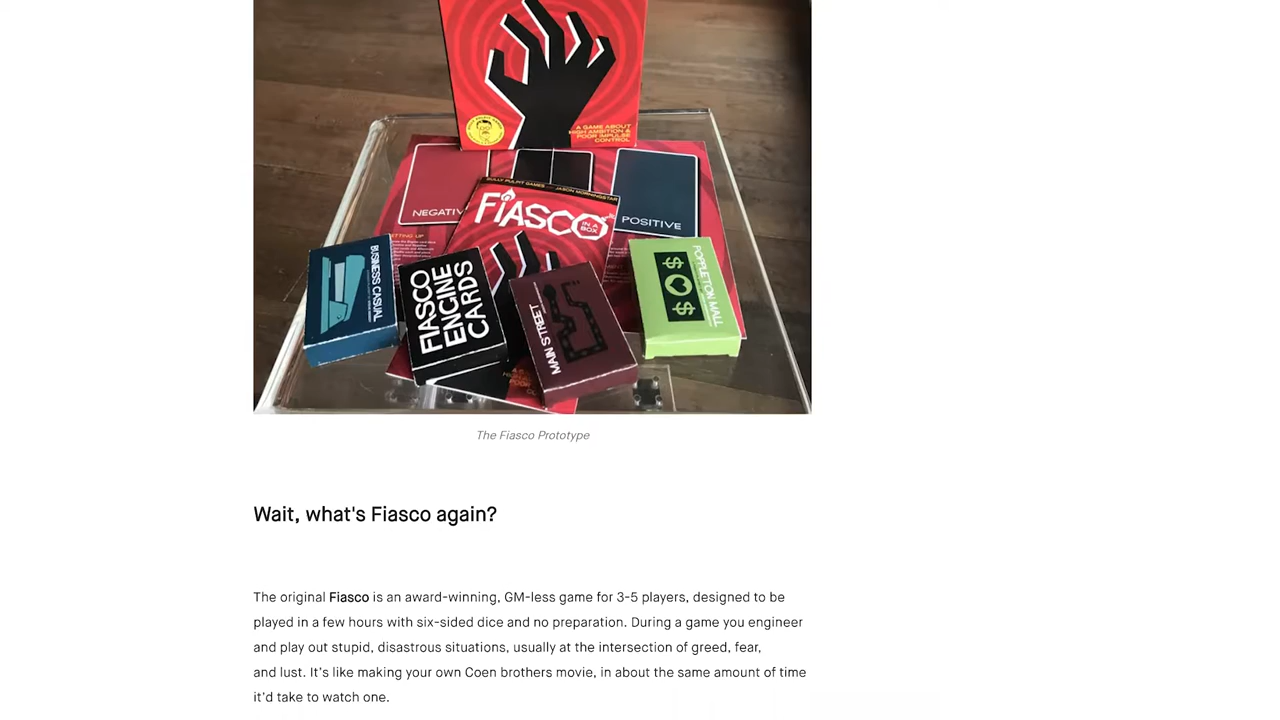 A GAME ABOUT
HIGH AMBITION &
POOR IMPULSE
CONTROL
NEGATIV
POSITIVE
BULLY PULPIT GAMES
JASON MORNINGSTAR
FIASCO
IN A
BOX
BUSINESS CASUAL
FIASCO
ENGINE
CARDS
MAIN STREET
POPPLETON MALL
The Fiasco Prototype
Wait, what's Fiasco again?
The original Fiasco is an award-winning, GM-less game for 3-5 players, designed to be
played in a few hours with six-sided dice and no preparation. During a game you engineer
and play out stupid, disastrous situations, usually at the intersection of greed, fear,
and lust. It's like making your own Coen brothers movie, in about the same amount of time
it'd take to watch one.